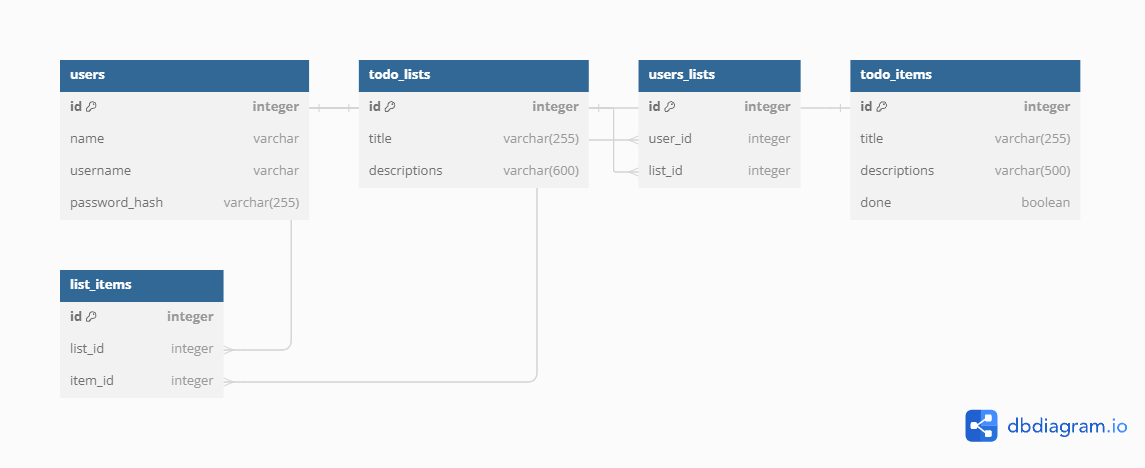 users
id integer
name varchar
username varchar
password_hash varchar(255)
todo_lists
id integer
title varchar(255)
descriptions varchar(600)
users_lists
id integer
user_id integer
list_id integer
todo_items
id integer
title varchar(255)
descriptions varchar(500)
done boolean
list_items
id integer
list_id integer
item_id integer
dbdiagram.io